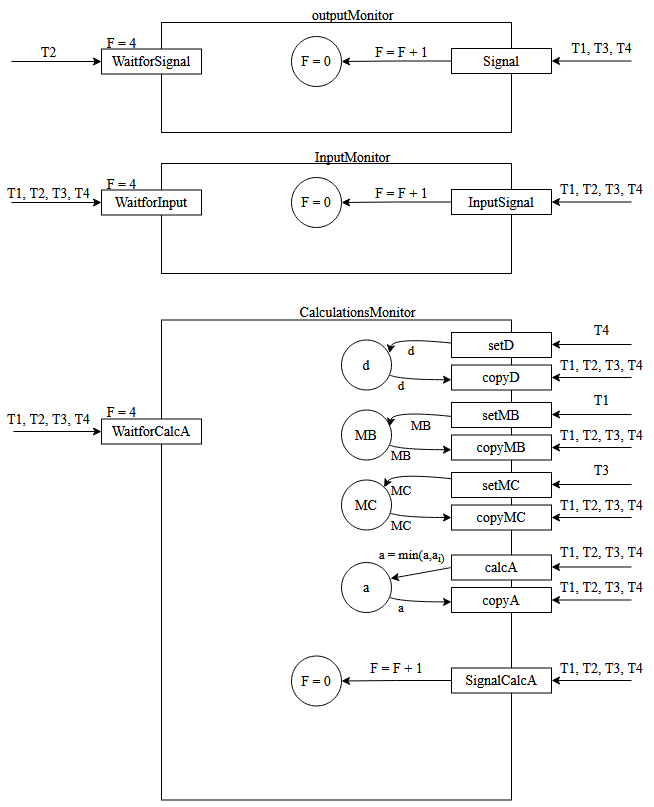 outputMonitor
T2
F = 4
WaitforSignal
F = 0
F = F + 1
Signal
T1, T3, T4
InputMonitor
T1, T2, T3, T4
F = 4
WaitforInput
F = 0
F = F + 1
InputSignal
T1, T2, T3, T4
CalculationsMonitor
T1, T2, T3, T4
F = 4
WaitforCalcA
d
d
d
setD
T4
copyD
T1, T2, T3, T4
MB
MB
MB
setMB
T1
copyMB
T1, T2, T3, T4
MC
MC
MC
setMC
T3
copyMC
T1, T2, T3, T4
a = min(a,ai)
a
a
calcA
T1, T2, T3, T4
copyA
T1, T2, T3, T4
F = 0
F = F + 1
SignalCalcA
T1, T2, T3, T4